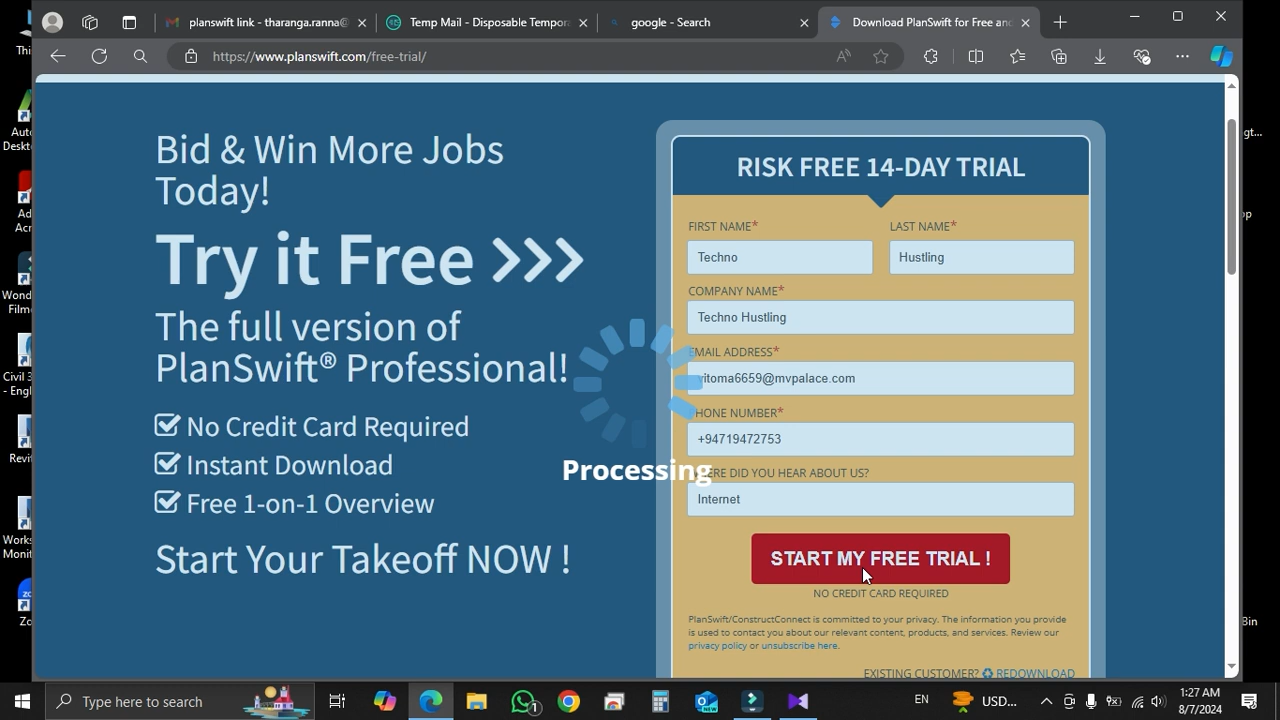 planswift link - tharanga.ranna@
Temp Mail - Disposable Tempora
google - Search
Download PlanSwift for Free and
https://www.planswift.com/free-trial/
Bid & Win More Jobs
Today!
Try it Free >>>
The full version of
PlanSwift® Professional!
No Credit Card Required
Instant Download
Free 1-on-1 Overview
Start Your Takeoff NOW !
Processing
RISK FREE 14-DAY TRIAL
FIRST NAME*
LAST NAME*
Techno
Hustling
COMPANY NAME*
Techno Hustling
EMAIL ADDRESS*
itoma6659@mvpalace.com
HONE NUMBER*
+94719472753
ERE DID YOU HEAR ABOUT US?
Internet
START MY FREE TRIAL !
NO CREDIT CARD REQUIRED
PlanSwift/ConstructConnect is committed to your privacy. The information you provide
is used to contact you about our relevant content, products, and services. Review our
privacy policy or unsubscribe here.
EXISTING CUSTOMER? REDOWNLOAD
Type here to search
1
EN
USD...
1:27 AM
8/7/2024